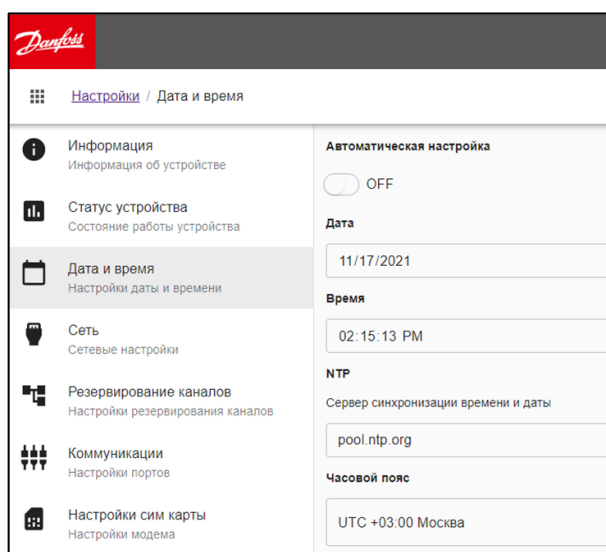 Danfoss
Настройки / Дата и время
Информация
Информация об устройстве
Статус устройства
Состояние работы устройства
Дата и время
Настройки даты и времени
Сеть
Сетевые настройки
Резервирование каналов
Настройки резервирования каналов
Коммуникации
Настройки портов
Настройки сим карты
Настройки модема
Автоматическая настройка
OFF
Дата
11/17/2021
Время
02:15:13 PM
NTP
Сервер синхронизации времени и даты
pool.ntp.org
Часовой пояс
UTC +03:00 Москва